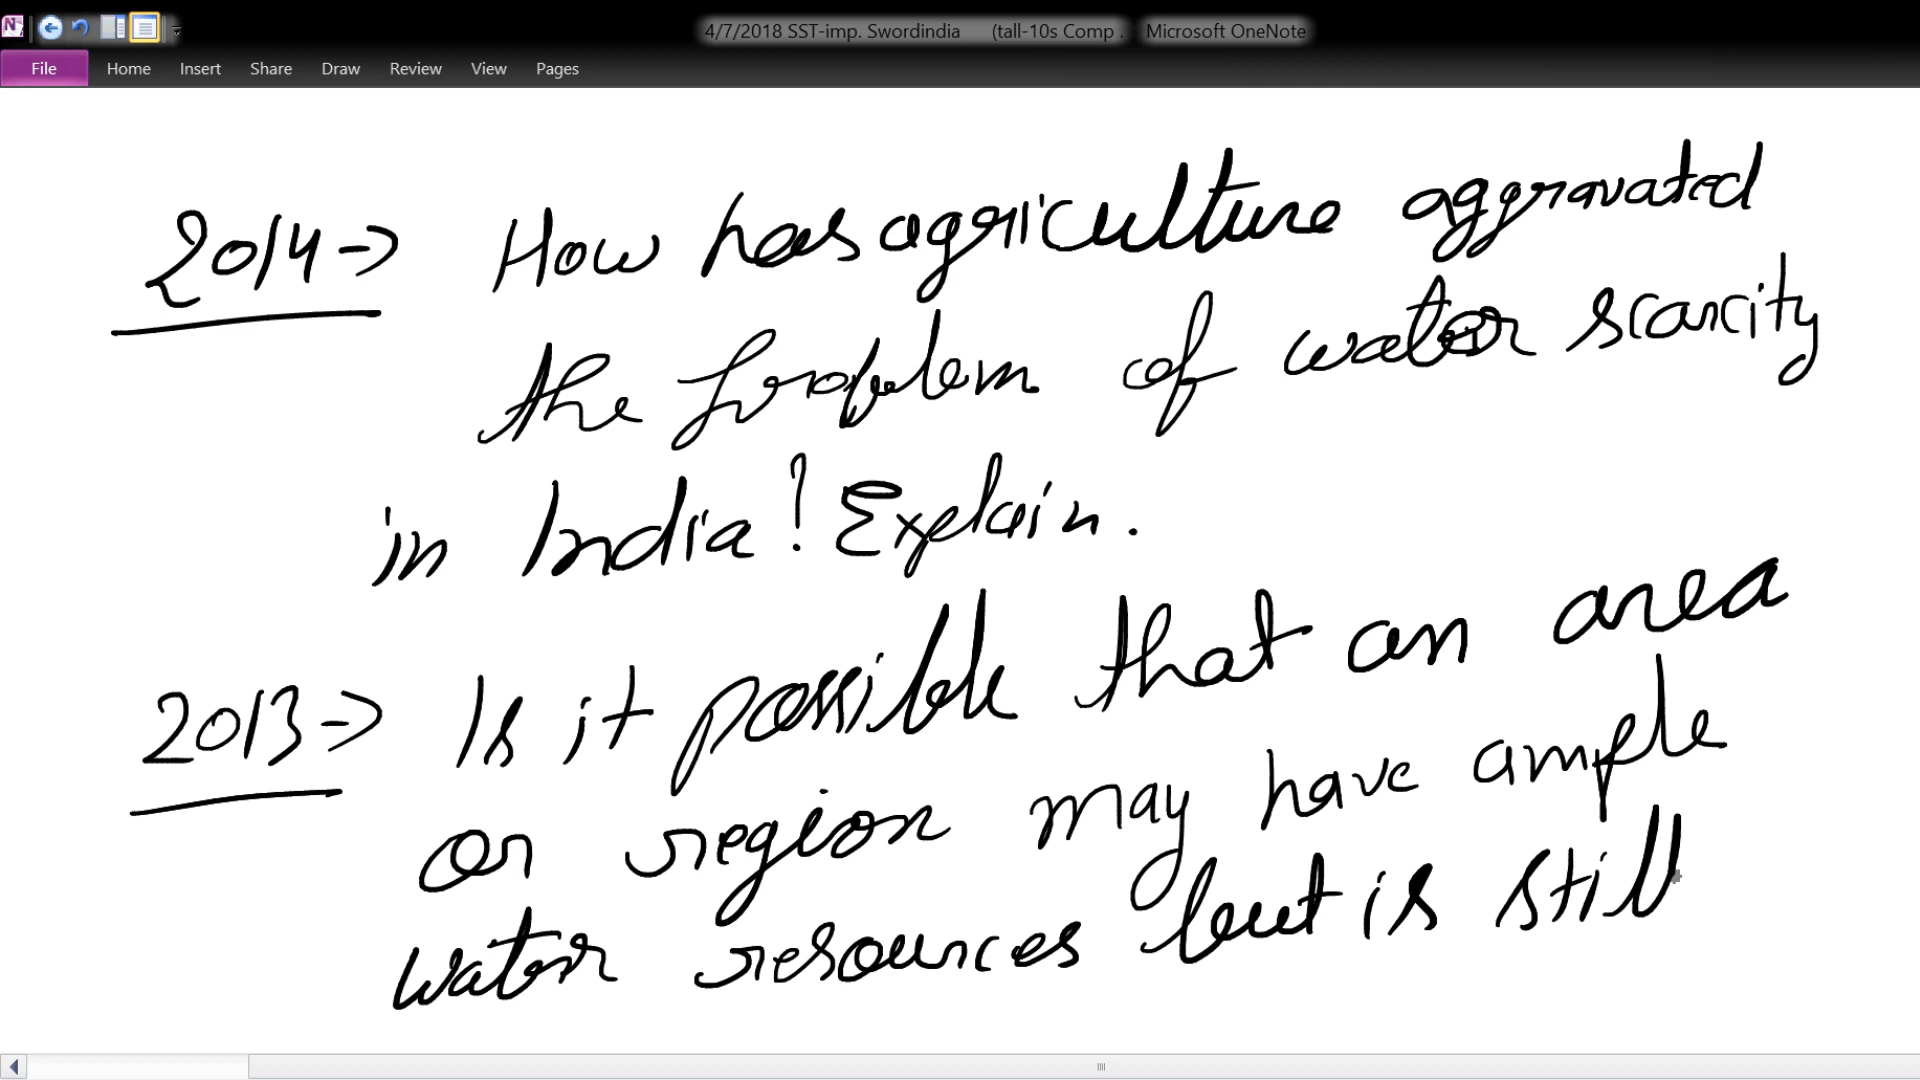 4/7/2018 SST-imp. Swordindia (tall-10s Comp . - Microsoft OneNote
File Home Insert Share Draw Review View Pages
2014-> How has agriculture aggravated
the problem of water scarcity
in India? Explain.
2013-> Is it possible that an area
or region may have ample
water resources but is still